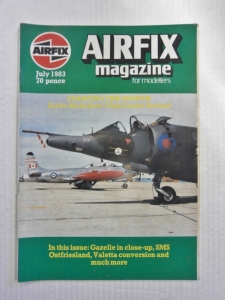 AIRFIX
July 1983
70 pence
AIRFIX
magazine
for modellers
In this issue: Gazelle in close-up, SMS
Ostfriesland, Valetta conversion and
much more